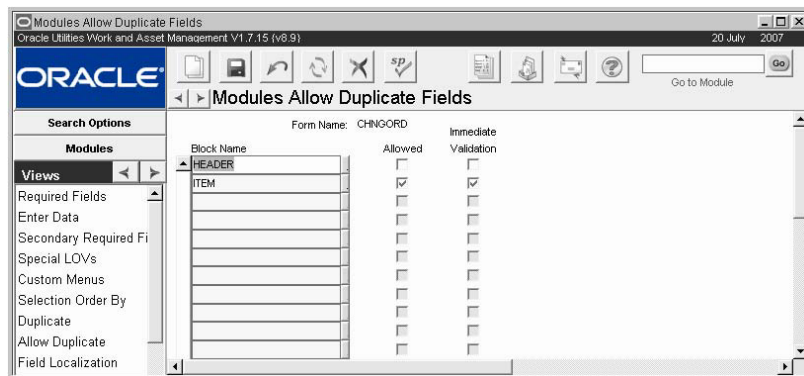 Modules Allow Duplicate Fields
Oracle Utilities Work and Asset Management V1.7.15 (v8.9) 20 July 2007
ORACLE
sp
Go
Go to Module
Modules Allow Duplicate Fields
Search Options
Modules
Views
Required Fields
Enter Data
Secondary Required Fi
Special LOVs
Custom Menus
Selection Order By
Duplicate
Allow Duplicate
Field Localization
Form Name: CHNGORD
Immediate
Block Name Allowed Validation
HEADER
ITEM